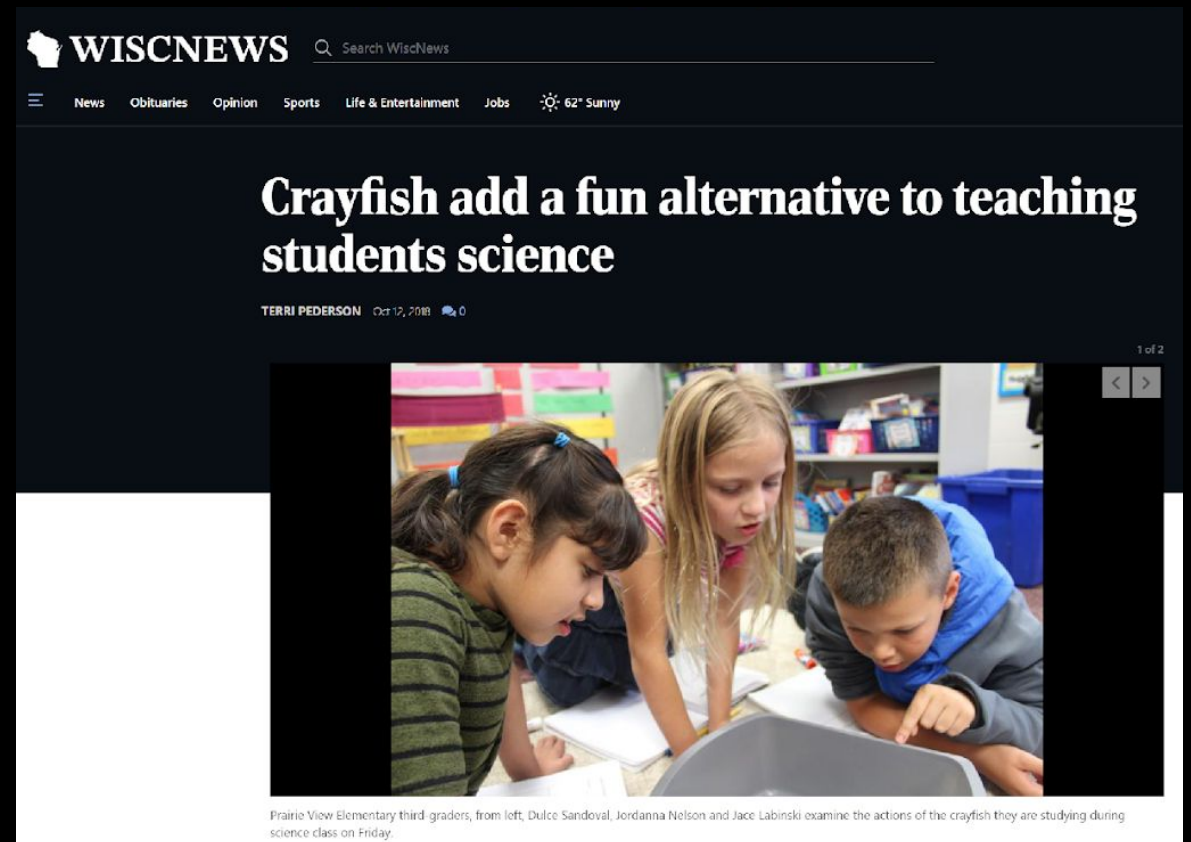 WISCNEWS
Search WiscNews
News Obituaries Opinion Sports Life & Entertainment Jobs 62° Sunny
Crayfish add a fun alternative to teaching
students science
TERRI PEDERSON Oct 12, 2018 0
1 of 2
Prairie View Elementary third-graders, from left, Dulce Sandoval, Jordanna Nelson and Jace Labinski examine the actions of the crayfish they are studying during
science class on Friday.